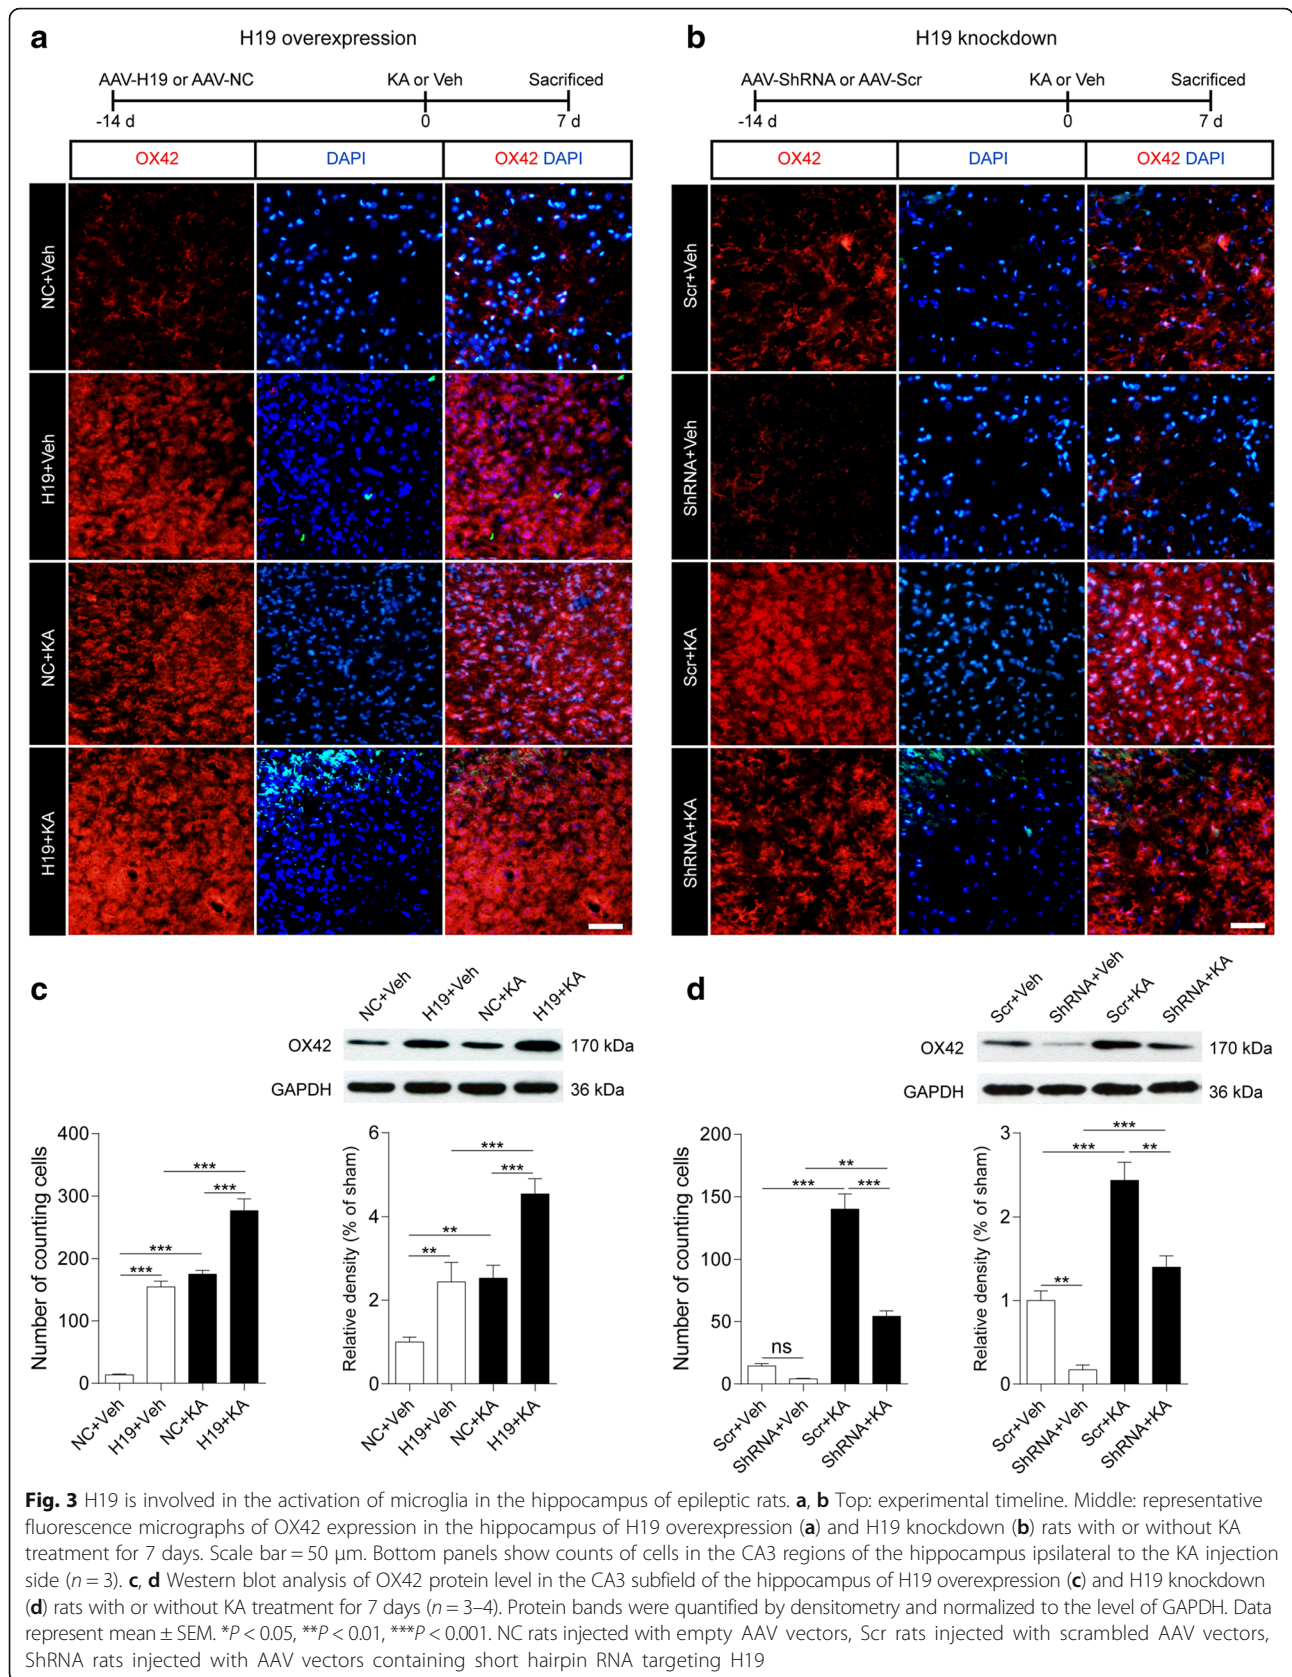 a
H19 overexpression
AAV-H19 or AAV-NC KA or Veh Sacrificed
-14 d 0 7 d
OX42 DAPI OX42 DAPI
NC+Veh
H19+Veh
NC+KA
H19+KA
b
H19 knockdown
AAV-ShRNA or AAV-Scr KA or Veh Sacrificed
-14 d 0 7 d
OX42 DAPI OX42 DAPI
Scr+Veh
ShRNA+Veh
Scr+KA
ShRNA+KA
c
NC+Veh H19+Veh NC+KA H19+KA
OX42 170 kDa
GAPDH 36 kDa
Number of counting cells
400
300
200
100
0
***
***
***
***
NC+Veh H19+Veh NC+KA H19+KA
Relative density (% of sham)
6
4
2
0
***
***
**
**
NC+Veh H19+Veh NC+KA H19+KA
d
Scr+Veh ShRNA+Veh Scr+KA ShRNA+KA
OX42 170 kDa
GAPDH 36 kDa
Number of counting cells
200
150
100
50
0
**
*** ***
ns
Scr+Veh ShRNA+Veh Scr+KA ShRNA+KA
Relative density (% of sham)
3
2
1
0
***
*** **
**
Scr+Veh ShRNA+Veh Scr+KA ShRNA+KA
Fig. 3 H19 is involved in the activation of microglia in the hippocampus of epileptic rats. a, b Top: experimental timeline. Middle: representative
fluorescence micrographs of OX42 expression in the hippocampus of H19 overexpression (a) and H19 knockdown (b) rats with or without KA
treatment for 7 days. Scale bar = 50 μm. Bottom panels show counts of cells in the CA3 regions of the hippocampus ipsilateral to the KA injection
side (n = 3). c, d Western blot analysis of OX42 protein level in the CA3 subfield of the hippocampus of H19 overexpression (c) and H19 knockdown
(d) rats with or without KA treatment for 7 days (n = 3–4). Protein bands were quantified by densitometry and normalized to the level of GAPDH. Data
represent mean ± SEM. *P < 0.05, **P < 0.01, ***P < 0.001. NC rats injected with empty AAV vectors, Scr rats injected with scrambled AAV vectors,
ShRNA rats injected with AAV vectors containing short hairpin RNA targeting H19